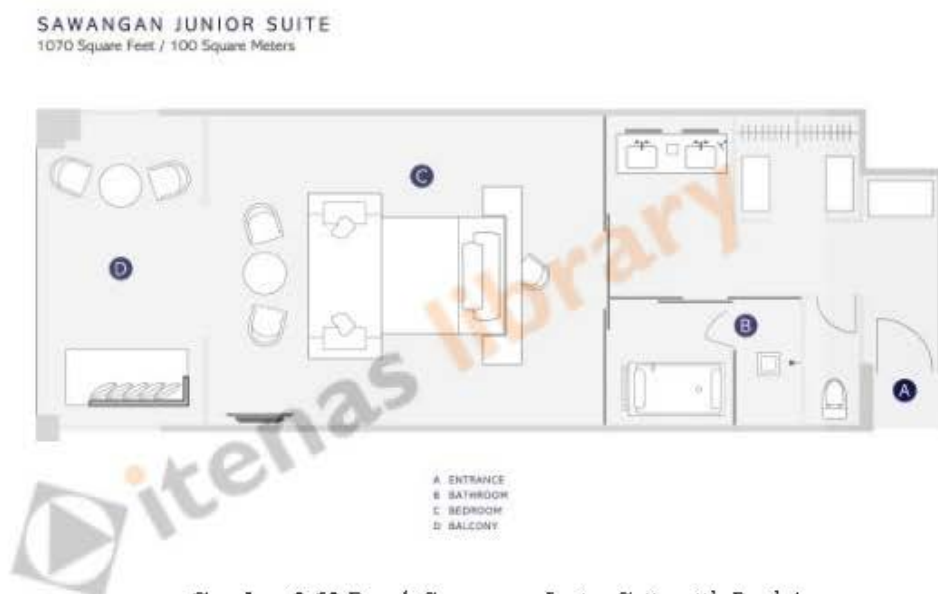 SAWANGAN JUNIOR SUITE
1070 Square Feet / 100 Square Meters
C
D
B
A
itenas library
A ENTRANCE
B BATHROOM
C BEDROOM
D BALCONY